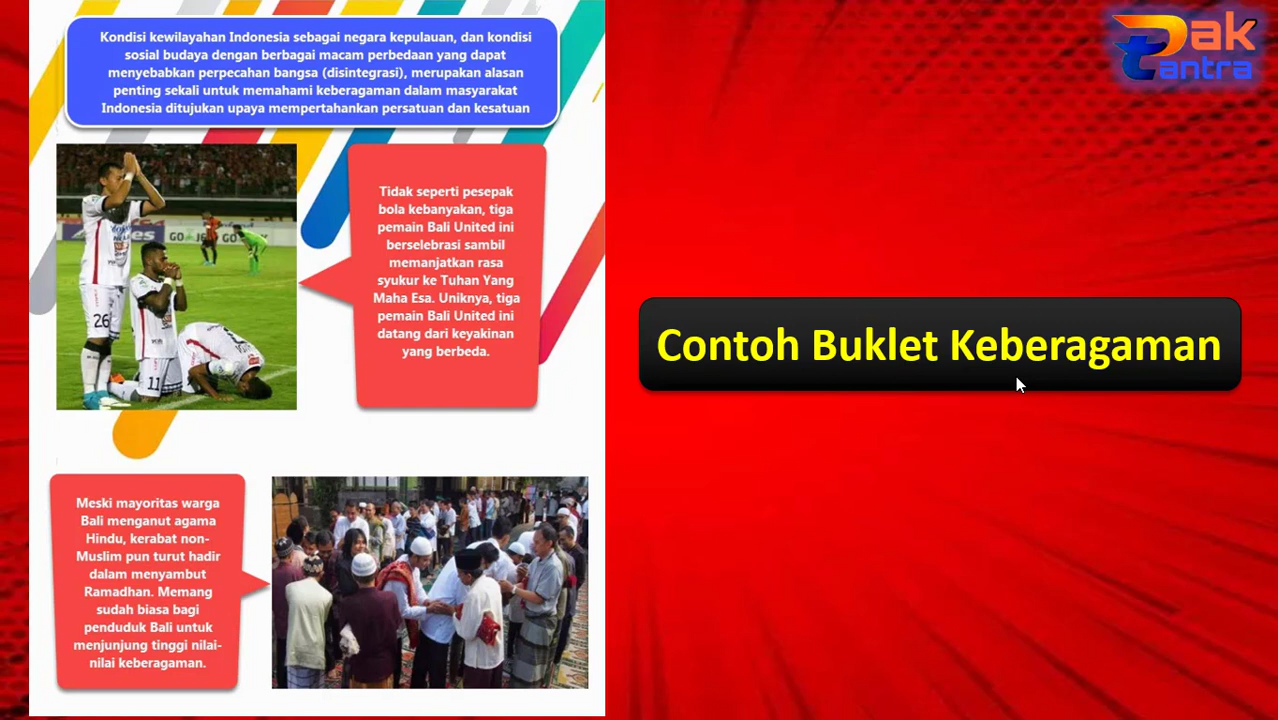 Kondisi kewilayahan Indonesia sebagai negara kepulauan, dan kondisi
sosial budaya dengan berbagai macam perbedaan yang dapat
menyebabkan perpecahan bangsa (disintegrasi), merupakan alasan
penting sekali untuk memahami keberagaman dalam masyarakat
Indonesia ditujukan upaya mempertahankan persatuan dan kesatuan
Tidak seperti pesepak
bola kebanyakan, tiga
pemain Bali United ini
berselebrasi sambil
memanjatkan rasa
syukur ke Tuhan Yang
Maha Esa. Uniknya, tiga
pemain Bali United ini
datang dari keyakinan
yang berbeda.
26
11
Meski mayoritas warga
Bali menganut agama
Hindu, kerabat non-
Muslim pun turut hadir
dalam menyambut
Ramadhan. Memang
sudah biasa bagi
penduduk Bali untuk
menjunjung tinggi nilai-
nilai keberagaman.
Pak
tantra
Contoh Buklet Keberagaman